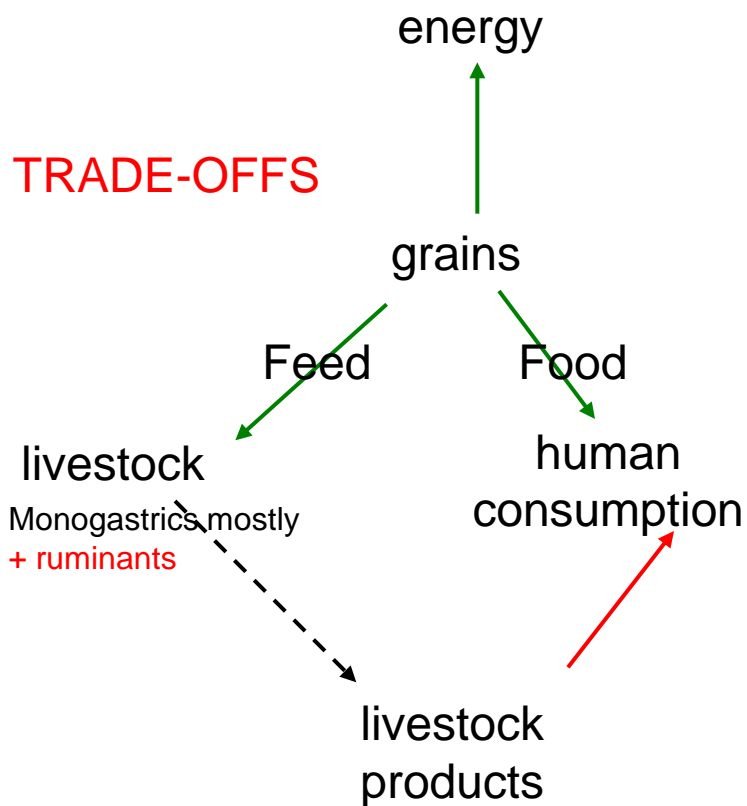 energy
TRADE-OFFS
grains
Feed
Food
livestock
Monogastrics mostly
+ ruminants
human
consumption
livestock
products